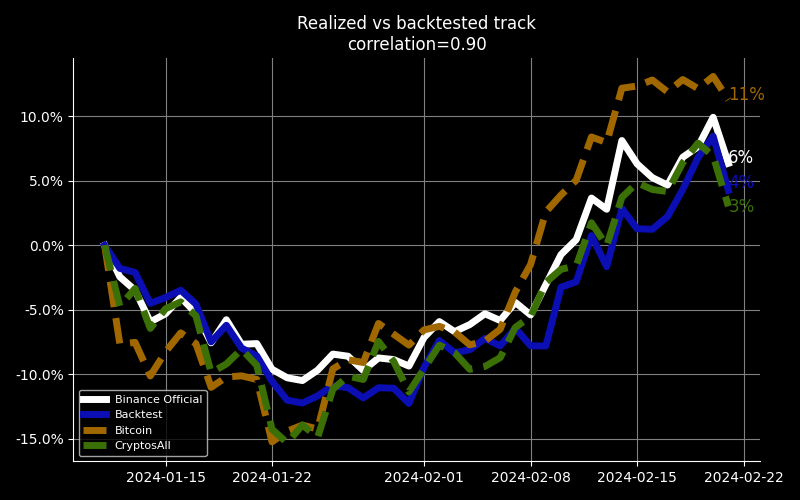 Realized vs backtested track
correlation=0.90
11%
10.0%
6%
5.0%
4%
3%
0.0%
-5.0%
-10.0%
-15.0%
Binance Official
Backtest
Bitcoin
CryptosAll
2024-01-15
2024-01-22
2024-02-01
2024-02-08
2024-02-15
2024-02-22